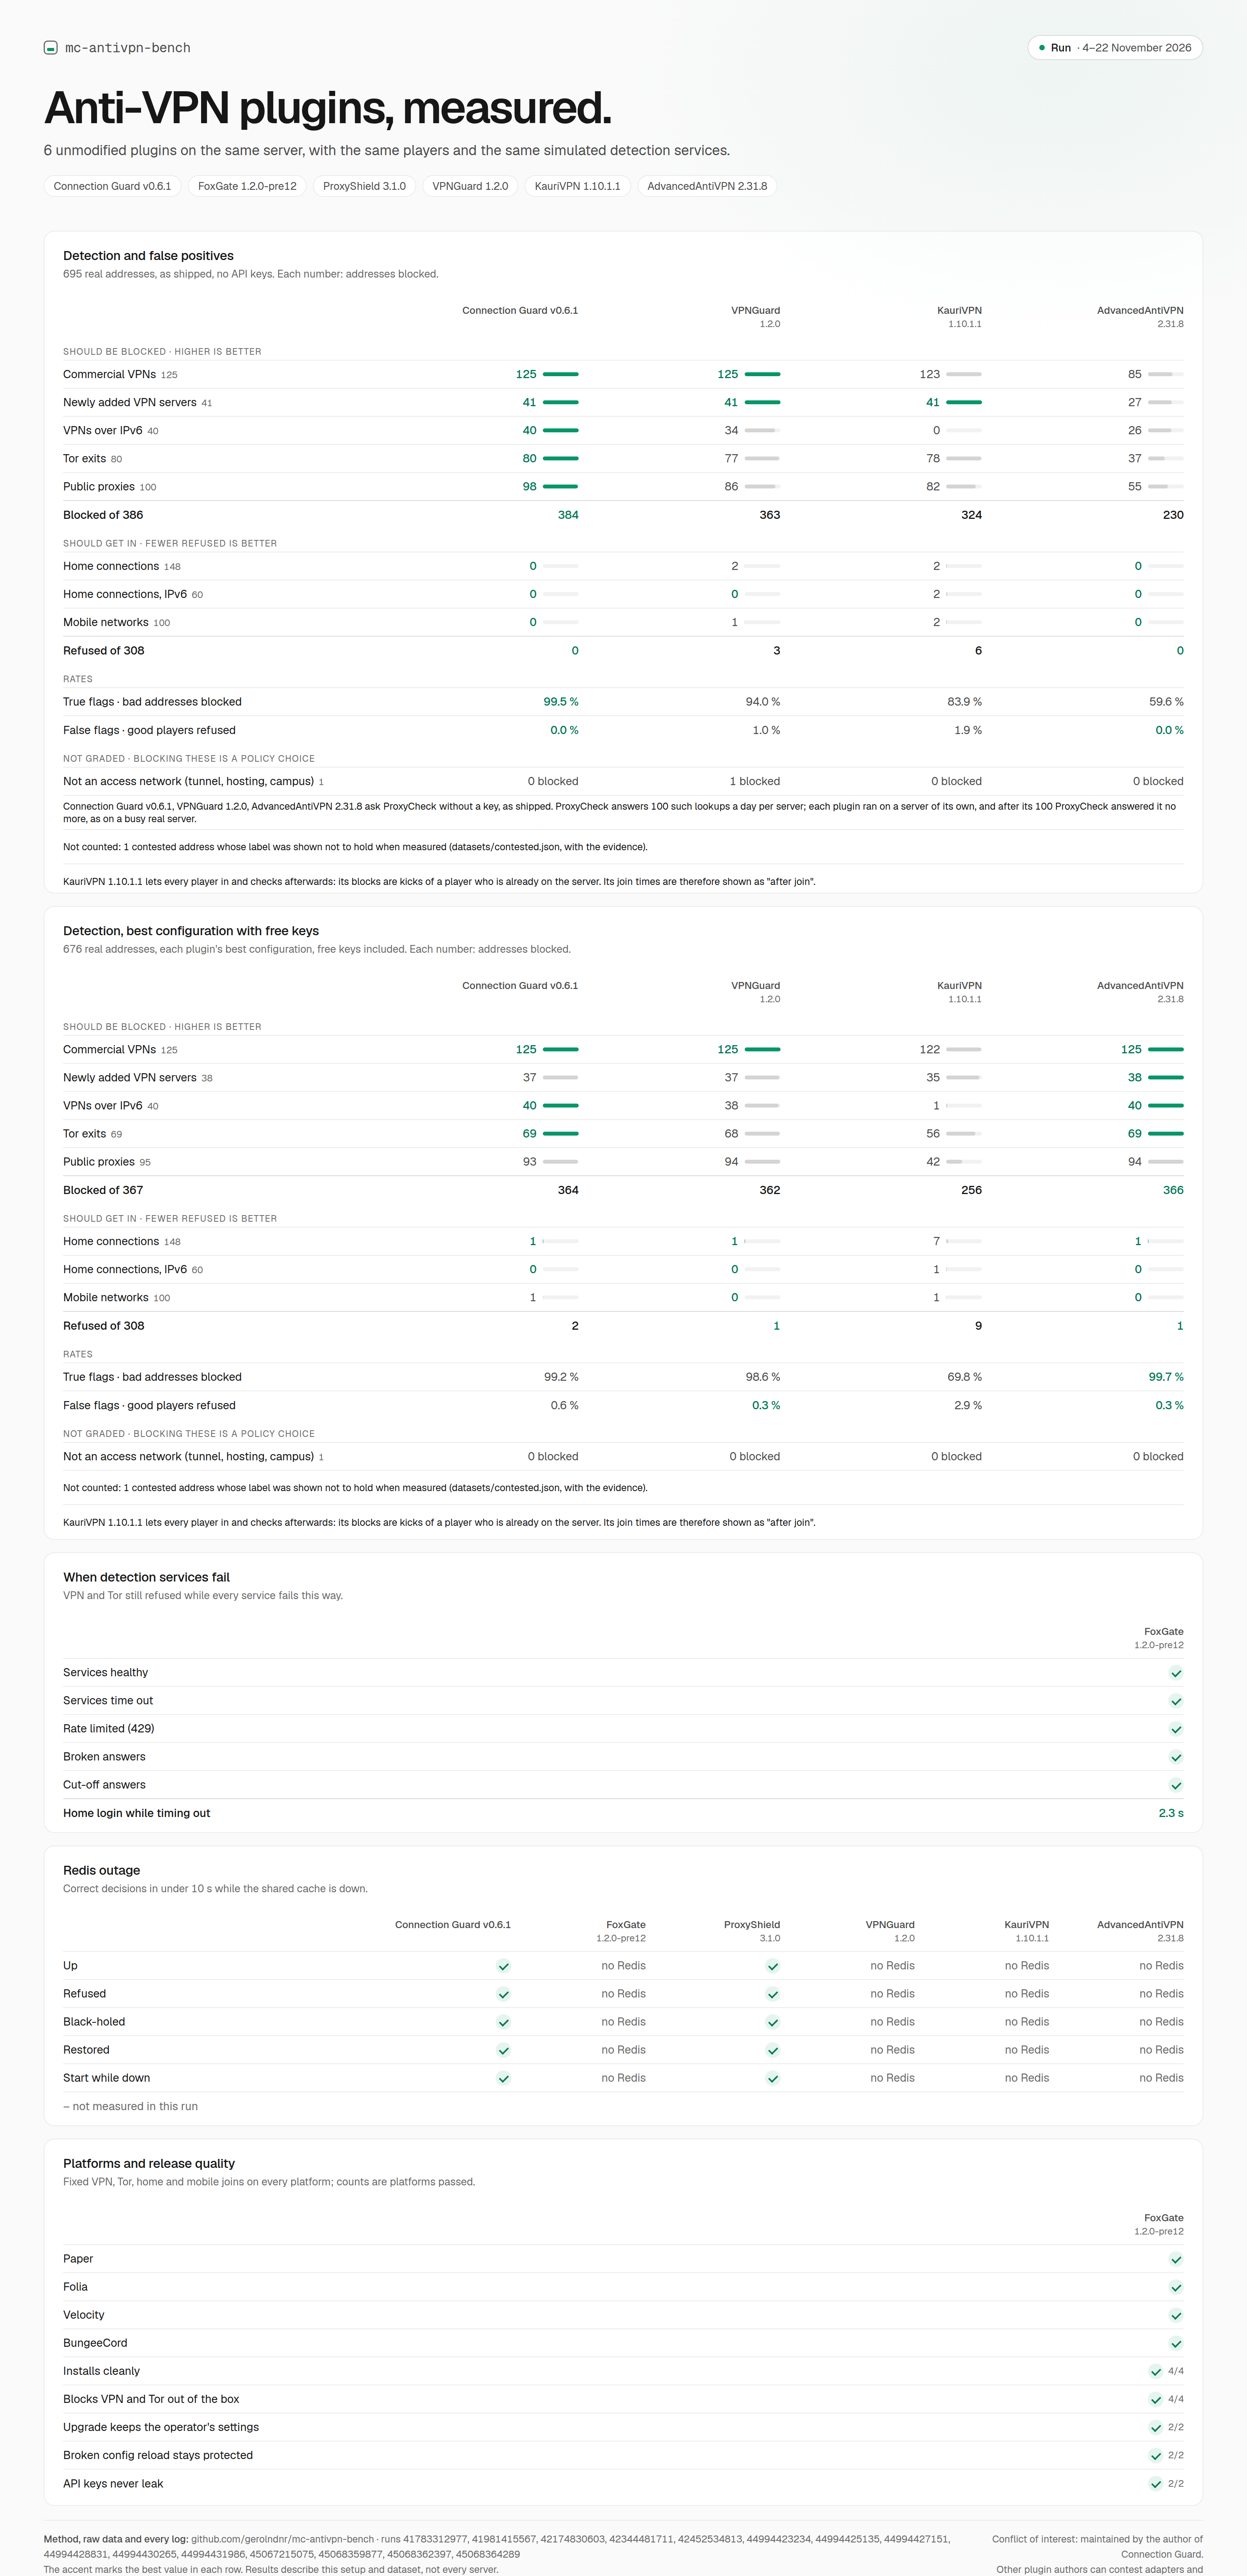 mc-antivpn-bench
Run · 4–22 November 2026
Anti-VPN plugins, measured.
6 unmodified plugins on the same server, with the same players and the same simulated detection services.
Connection Guard v0.6.1 FoxGate 1.2.0-pre12 ProxyShield 3.1.0 VPNGuard 1.2.0 KauriVPN 1.10.1.1 AdvancedAntiVPN 2.31.8
Detection and false positives
695 real addresses, as shipped, no API keys. Each number: addresses blocked.
Connection Guard v0.6.1 VPNGuard KauriVPN AdvancedAntiVPN
1.2.0 1.10.1.1 2.31.8
SHOULD BE BLOCKED · HIGHER IS BETTER
Commercial VPNs 125 125 125 123 85
Newly added VPN servers 41 41 41 41 27
VPNs over IPv6 40 40 34 0 26
Tor exits 80 80 77 78 37
Public proxies 100 98 86 82 55
Blocked of 386 384 363 324 230
SHOULD GET IN · FEWER REFUSED IS BETTER
Home connections 148 0 2 2 0
Home connections, IPv6 60 0 0 2 0
Mobile networks 100 0 1 2 0
Refused of 308 0 3 6 0
RATES
True flags · bad addresses blocked 99.5 % 94.0 % 83.9 % 59.6 %
False flags · good players refused 0.0 % 1.0 % 1.9 % 0.0 %
NOT GRADED · BLOCKING THESE IS A POLICY CHOICE
Not an access network (tunnel, hosting, campus) 1 0 blocked 1 blocked 0 blocked 0 blocked
Connection Guard v0.6.1, VPNGuard 1.2.0, AdvancedAntiVPN 2.31.8 ask ProxyCheck without a key, as shipped. ProxyCheck answers 100 such lookups a day per server; each plugin ran on a server of its own, and after its 100 ProxyCheck answered it no
more, as on a busy real server.
Not counted: 1 contested address whose label was shown not to hold when measured (datasets/contested.json, with the evidence).
KauriVPN 1.10.1.1 lets every player in and checks afterwards: its blocks are kicks of a player who is already on the server. Its join times are therefore shown as "after join".
Detection, best configuration with free keys
676 real addresses, each plugin's best configuration, free keys included. Each number: addresses blocked.
Connection Guard v0.6.1 VPNGuard KauriVPN AdvancedAntiVPN
1.2.0 1.10.1.1 2.31.8
SHOULD BE BLOCKED · HIGHER IS BETTER
Commercial VPNs 125 125 125 122 125
Newly added VPN servers 38 37 37 35 38
VPNs over IPv6 40 40 38 1 40
Tor exits 69 69 68 56 69
Public proxies 95 93 94 42 94
Blocked of 367 364 362 256 366
SHOULD GET IN · FEWER REFUSED IS BETTER
Home connections 148 1 1 7 1
Home connections, IPv6 60 0 0 1 0
Mobile networks 100 1 0 1 0
Refused of 308 2 1 9 1
RATES
True flags · bad addresses blocked 99.2 % 98.6 % 69.8 % 99.7 %
False flags · good players refused 0.6 % 0.3 % 2.9 % 0.3 %
NOT GRADED · BLOCKING THESE IS A POLICY CHOICE
Not an access network (tunnel, hosting, campus) 1 0 blocked 0 blocked 0 blocked 0 blocked
Not counted: 1 contested address whose label was shown not to hold when measured (datasets/contested.json, with the evidence).
KauriVPN 1.10.1.1 lets every player in and checks afterwards: its blocks are kicks of a player who is already on the server. Its join times are therefore shown as "after join".
When detection services fail
VPN and Tor still refused while every service fails this way.
FoxGate
1.2.0-pre12
Services healthy
Services time out
Rate limited (429)
Broken answers
Cut-off answers
Home login while timing out 2.3 s
Redis outage
Correct decisions in under 10 s while the shared cache is down.
Connection Guard v0.6.1 FoxGate ProxyShield VPNGuard KauriVPN AdvancedAntiVPN
1.2.0-pre12 3.1.0 1.2.0 1.10.1.1 2.31.8
Up no Redis no Redis no Redis no Redis
Refused no Redis no Redis no Redis no Redis
Black-holed no Redis no Redis no Redis no Redis
Restored no Redis no Redis no Redis no Redis
Start while down no Redis no Redis no Redis no Redis
– not measured in this run
Platforms and release quality
Fixed VPN, Tor, home and mobile joins on every platform; counts are platforms passed.
FoxGate
1.2.0-pre12
Paper
Folia
Velocity
BungeeCord
Installs cleanly 4/4
Blocks VPN and Tor out of the box 4/4
Upgrade keeps the operator's settings 2/2
Broken config reload stays protected 2/2
API keys never leak 2/2
Method, raw data and every log: github.com/gerolndnr/mc-antivpn-bench · runs 41783312977, 41981415567, 42174830603, 42344481711, 42452534813, 44994423234, 44994425135, 44994427151,
44994428831, 44994430265, 44994431986, 45067215075, 45068359877, 45068362397, 45068364289
The accent marks the best value in each row. Results describe this setup and dataset, not every server.
Conflict of interest: maintained by the author of
Connection Guard.
Other plugin authors can contest adapters and